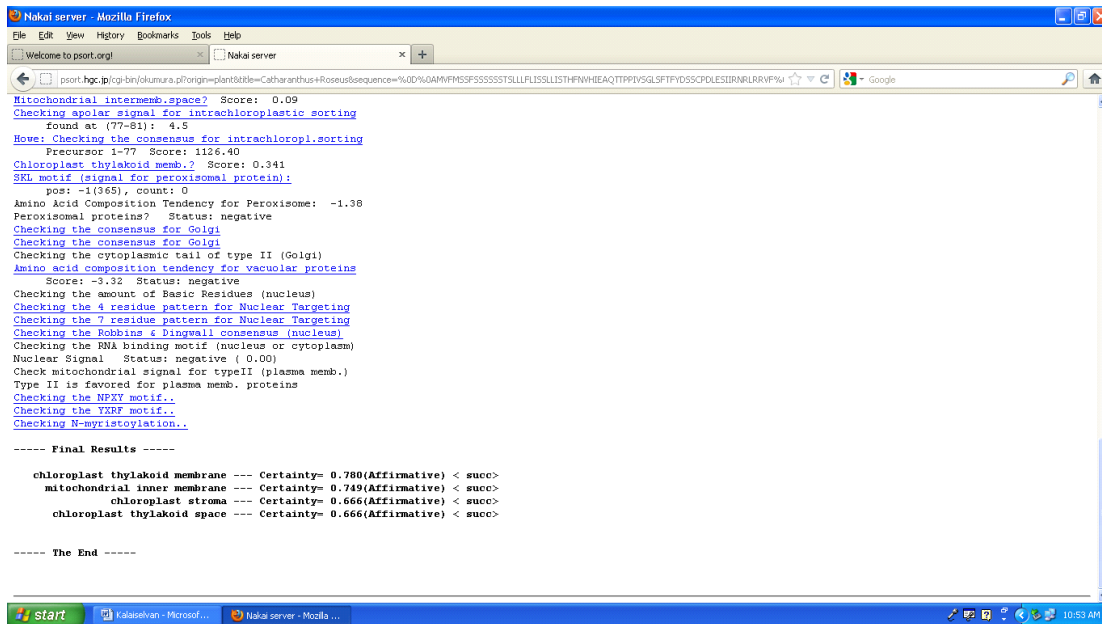 Nakai server - Mozilla Firefox
File Edit View History Bookmarks Tools Help
Welcome to psort.org!
Nakai server
psort.hgc.jp/cgi-bin/okumura.pl?origin=plant&title=Catharanthus+Roseus&sequence=%0D%0AMVFMSSFSSSSSSTSLLLFLISSLLISTHFNVHIEAQTTPPIVSGLSFTFYDSSCPDLESIIRNRLRRVF%
Google
Mitochondrial intermemb.space? Score: 0.09
Checking apolar signal for intrachloroplastic sorting
found at (77-81): 4.5
Howe: Checking the consensus for intrachloropl.sorting
Precursor 1-77 Score: 1126.40
Chloroplast thylakoid memb.? Score: 0.341
SKL motif (signal for peroxisomal protein):
pos: -1(365), count: 0
Amino Acid Composition Tendency for Peroxisome: -1.38
Peroxisomal proteins? Status: negative
Checking the consensus for Golgi
Checking the consensus for Golgi
Checking the cytoplasmic tail of type II (Golgi)
Amino acid composition tendency for vacuolar proteins
Score: -3.32 Status: negative
Checking the amount of Basic Residues (nucleus)
Checking the 4 residue pattern for Nuclear Targeting
Checking the 7 residue pattern for Nuclear Targeting
Checking the Robbins & Dingwall consensus (nucleus)
Checking the RNA binding motif (nucleus or cytoplasm)
Nuclear Signal Status: negative ( 0.00)
Check mitochondrial signal for typeII (plasma memb.)
Type II is favored for plasma memb. proteins
Checking the NPXY motif..
Checking the YXRF motif..
Checking N-myristoylation..
----- Final Results -----
chloroplast thylakoid membrane --- Certainty= 0.780(Affirmative) < succ>
mitochondrial inner membrane --- Certainty= 0.749(Affirmative) < succ>
chloroplast stroma --- Certainty= 0.666(Affirmative) < succ>
chloroplast thylakoid space --- Certainty= 0.666(Affirmative) < succ>
----- The End -----
start
Kalaiselvan - Microsof...
Nakai server - Mozilla ...
10:53 AM